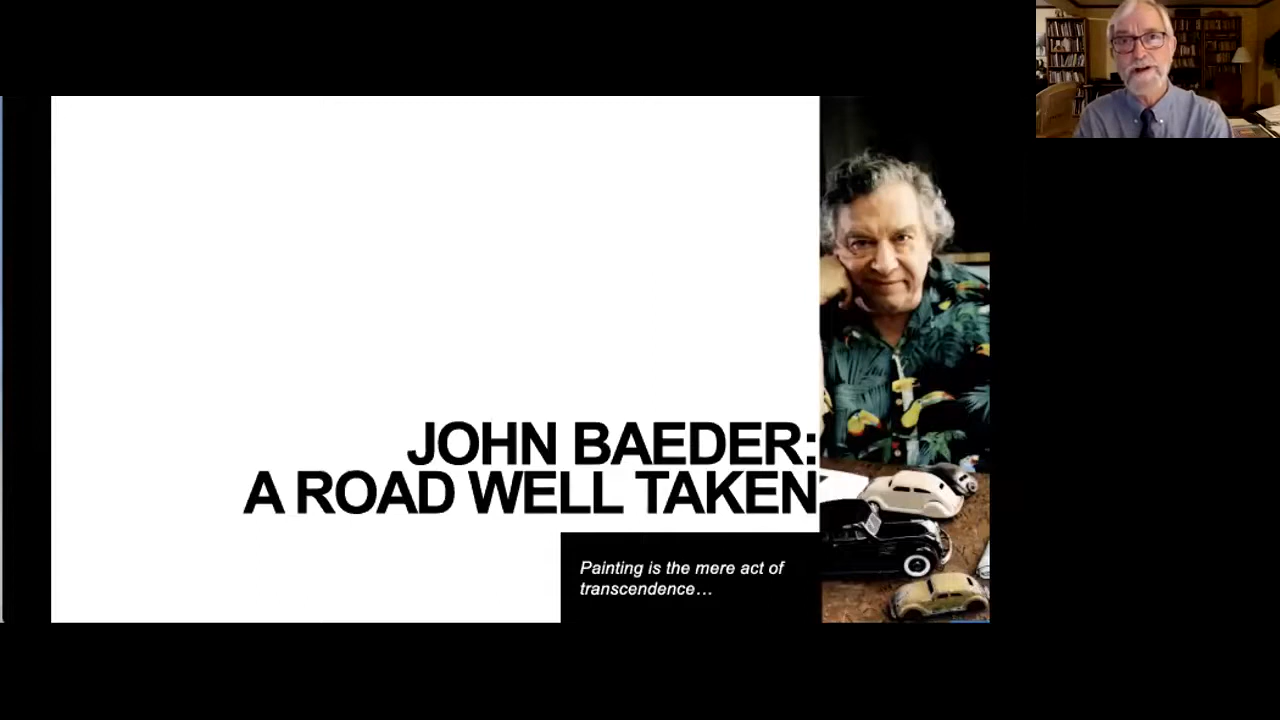 JOHN BAEDER:
A ROAD WELL TAKEN
Painting is the mere act of
transcendence…